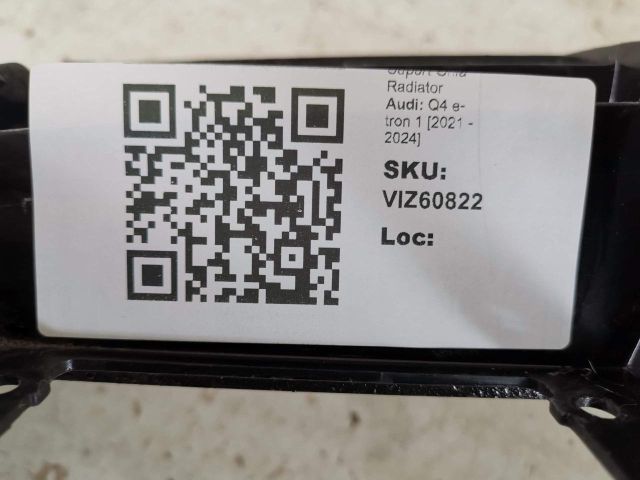 Radiator
Audi: Q4 e-
tron 1 [2021 -
2024]
SKU:
VIZ60822
Loc: